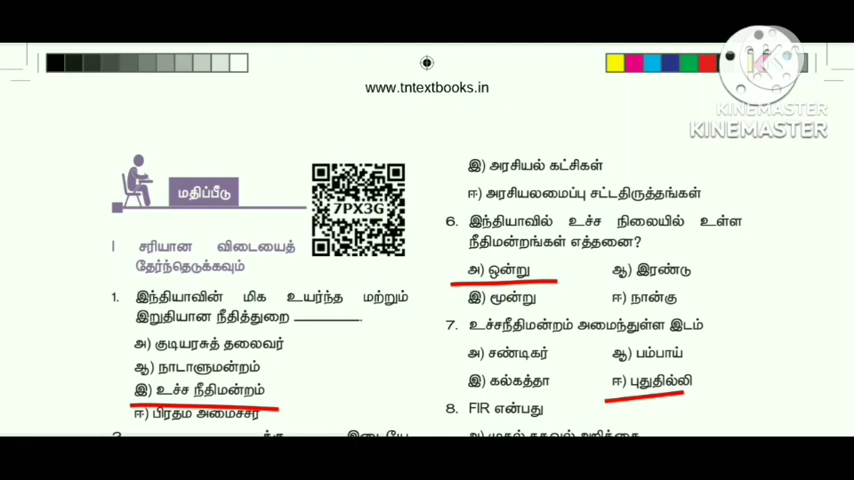 www.tntextbooks.in
KINEMASTER
KINEMASTER
மதிப்பீடு
7PX3G
I சரியான விடையைத்
தேர்ந்தெடுக்கவும்
1. இந்தியாவின் மிக உயர்ந்த மற்றும்
இறுதியான நீதித்துறை ________.
அ) குடியரசுத் தலைவர்
ஆ) நாடாளுமன்றம்
இ) உச்ச நீதிமன்றம்
ஈ) பிரதம அமைச்சர்
இ) அரசியல் கட்சிகள்
ஈ) அரசியலமைப்பு சட்டதிருத்தங்கள்
6. இந்தியாவில் உச்ச நிலையில் உள்ள
நீதிமன்றங்கள் எத்தனை?
அ) ஒன்று ஆ) இரண்டு
இ) மூன்று ஈ) நான்கு
7. உச்சநீதிமன்றம் அமைந்துள்ள இடம்
அ) சண்டிகர் ஆ) பம்பாய்
இ) கல்கத்தா ஈ) புதுதில்லி
8. FIR என்பது